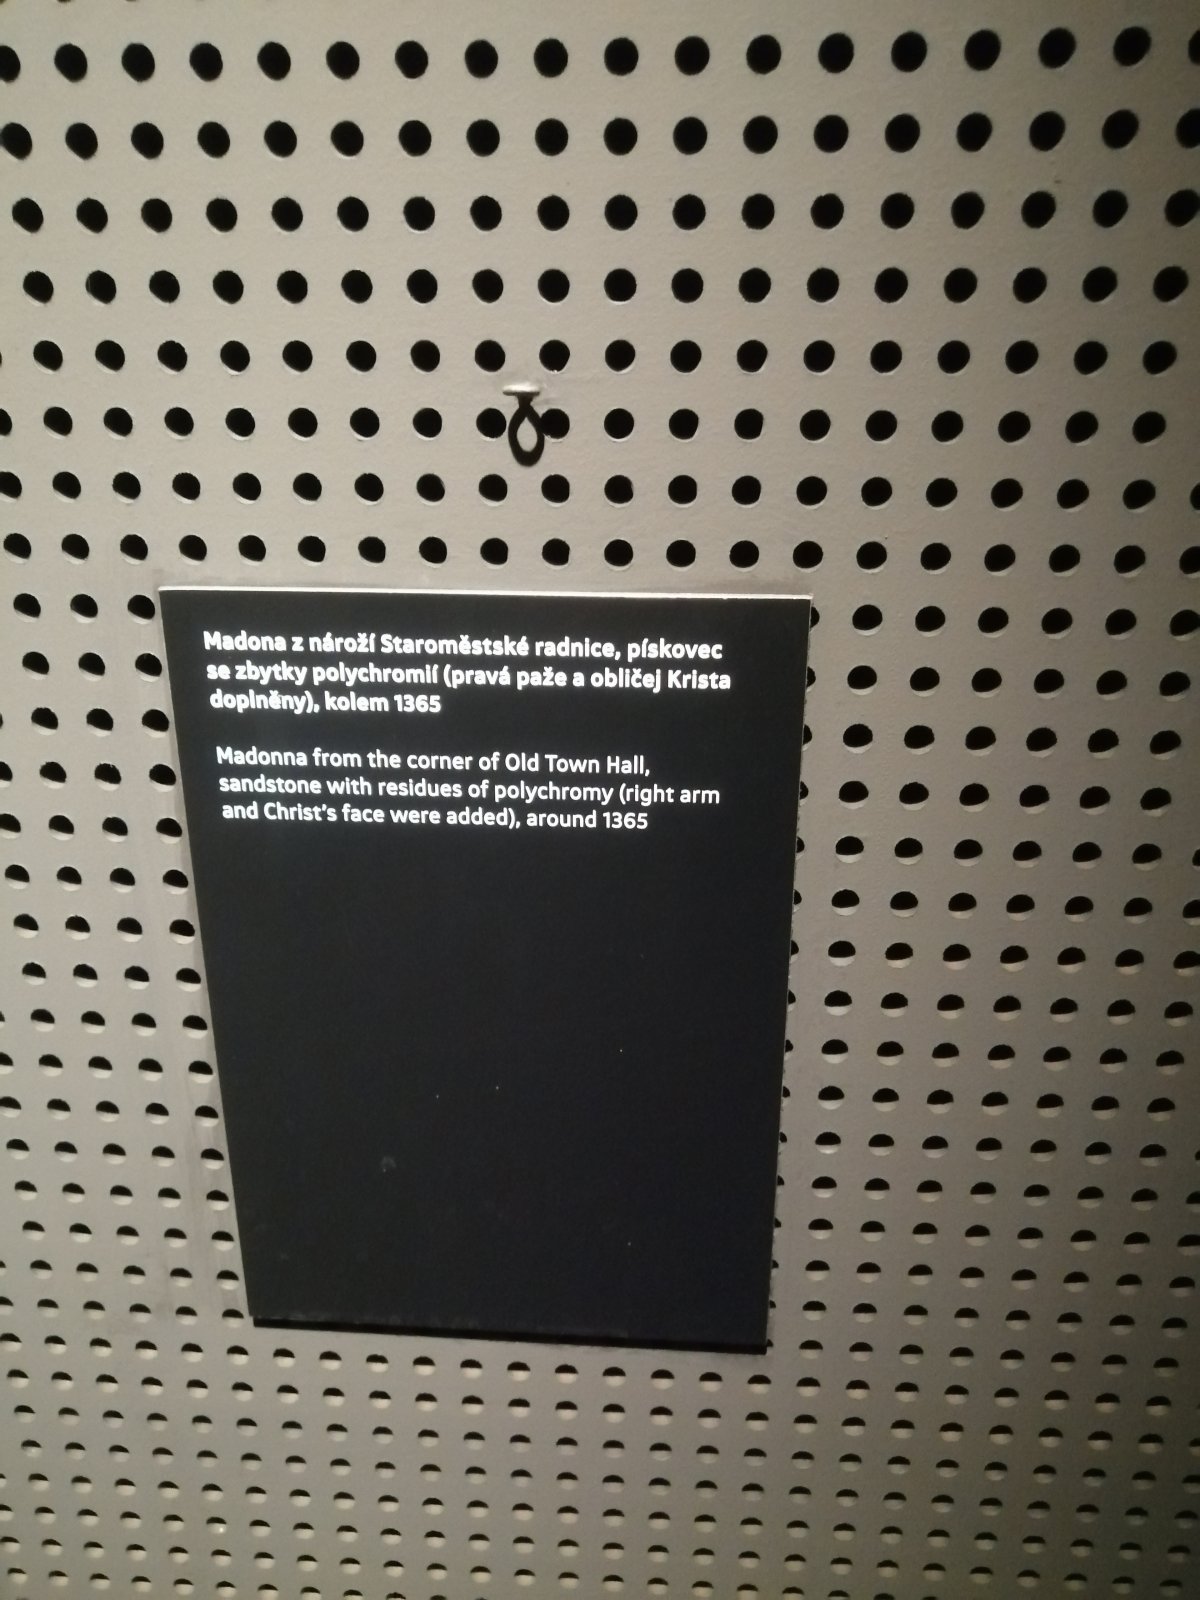 Madona z nároží Staroměstské radnice, pískovec
se zbytky polychromií (pravá paže a obličej Krista
doplněny), kolem 1365
Madonna from the corner of Old Town Hall,
sandstone with residues of polychromy (right arm
and Christ's face were added), around 1365